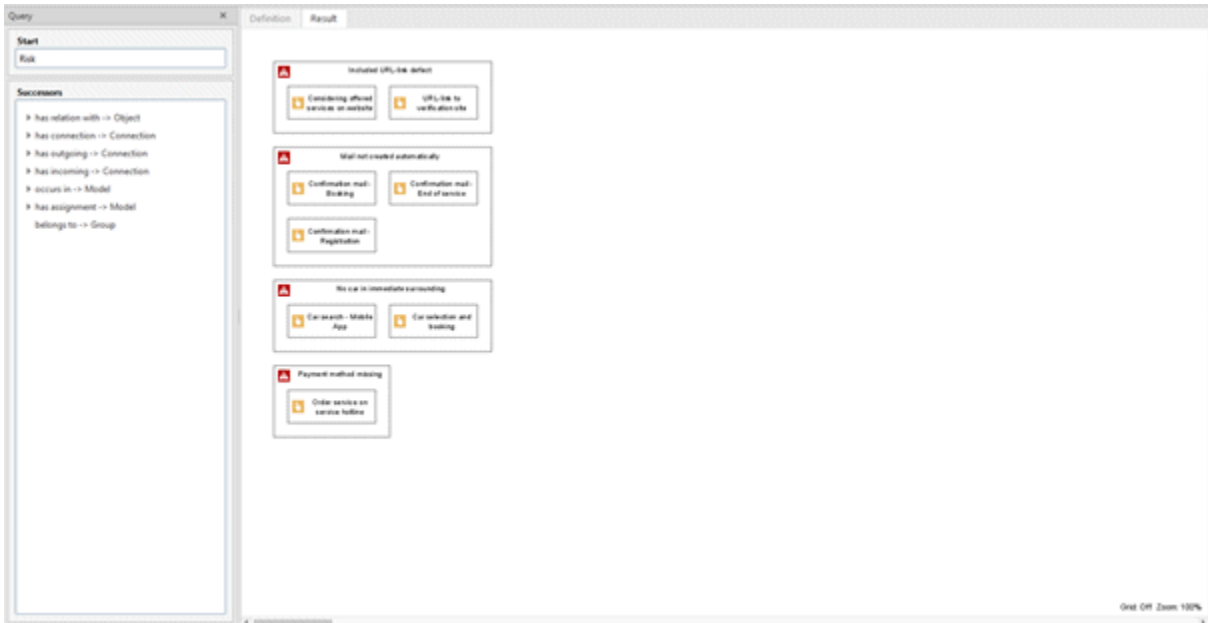 Query
Start
Risk
Successors
has relation with -> Object
has connection -> Connection
has outgoing -> Connection
has incoming -> Connection
occurs in -> Model
has assignment -> Model
belongs to -> Group
Definition Result
Included URL-link defect
Considering offered
services on website
URL-link to
verification site
Mail not created automatically
Confirmation mail -
Booking
Confirmation mail -
End of service
Confirmation mail -
Registration
No car in immediate surrounding
Car search - Mobile
App
Car selection and
booking
Payment method missing
Order service on
service hotline
Grid: Off Zoom: 100%